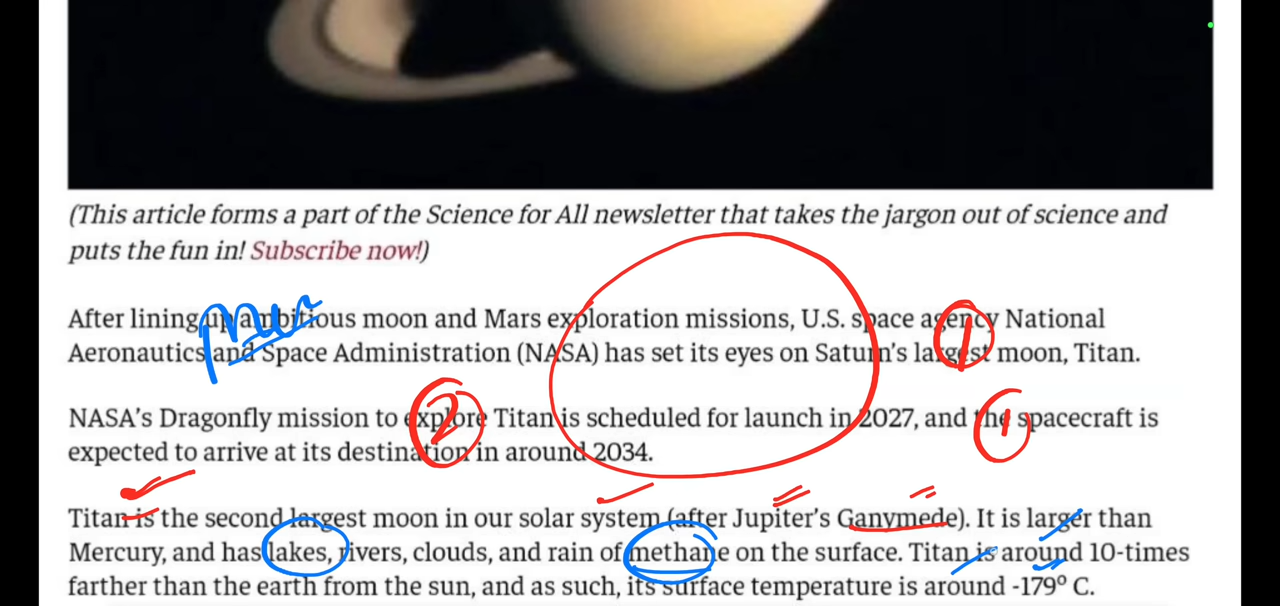 (This article forms a part of the Science for All newsletter that takes the jargon out of science and
puts the fun in! Subscribe now!)
After lining up ambitious moon and Mars exploration missions, U.S. space agency National
Aeronautics and Space Administration (NASA) has set its eyes on Saturn's largest moon, Titan.
NASA's Dragonfly mission to explore Titan is scheduled for launch in 2027, and the spacecraft is
expected to arrive at its destination in around 2034.
Titan is the second largest moon in our solar system (after Jupiter's Ganymede). It is larger than
Mercury, and has lakes, rivers, clouds, and rain of methane on the surface. Titan is around 10-times
farther than the earth from the sun, and as such, its surface temperature is around -179º C.
1
2
1